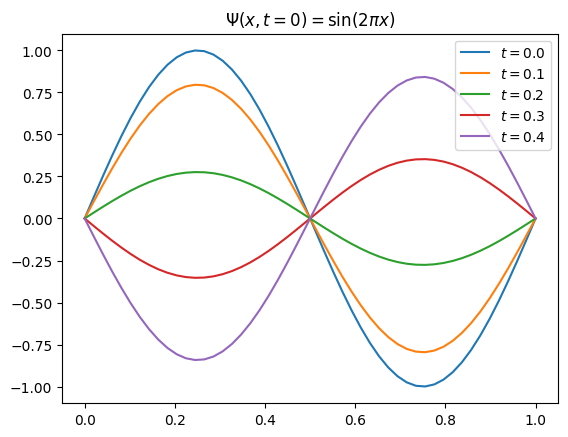 Ψ(x, t = 0) = sin(2πx)
t = 0.0
t = 0.1
t = 0.2
t = 0.3
t = 0.4
1.00
0.75
0.50
0.25
0.00
−0.25
−0.50
−0.75
−1.00
0.0 0.2 0.4 0.6 0.8 1.0